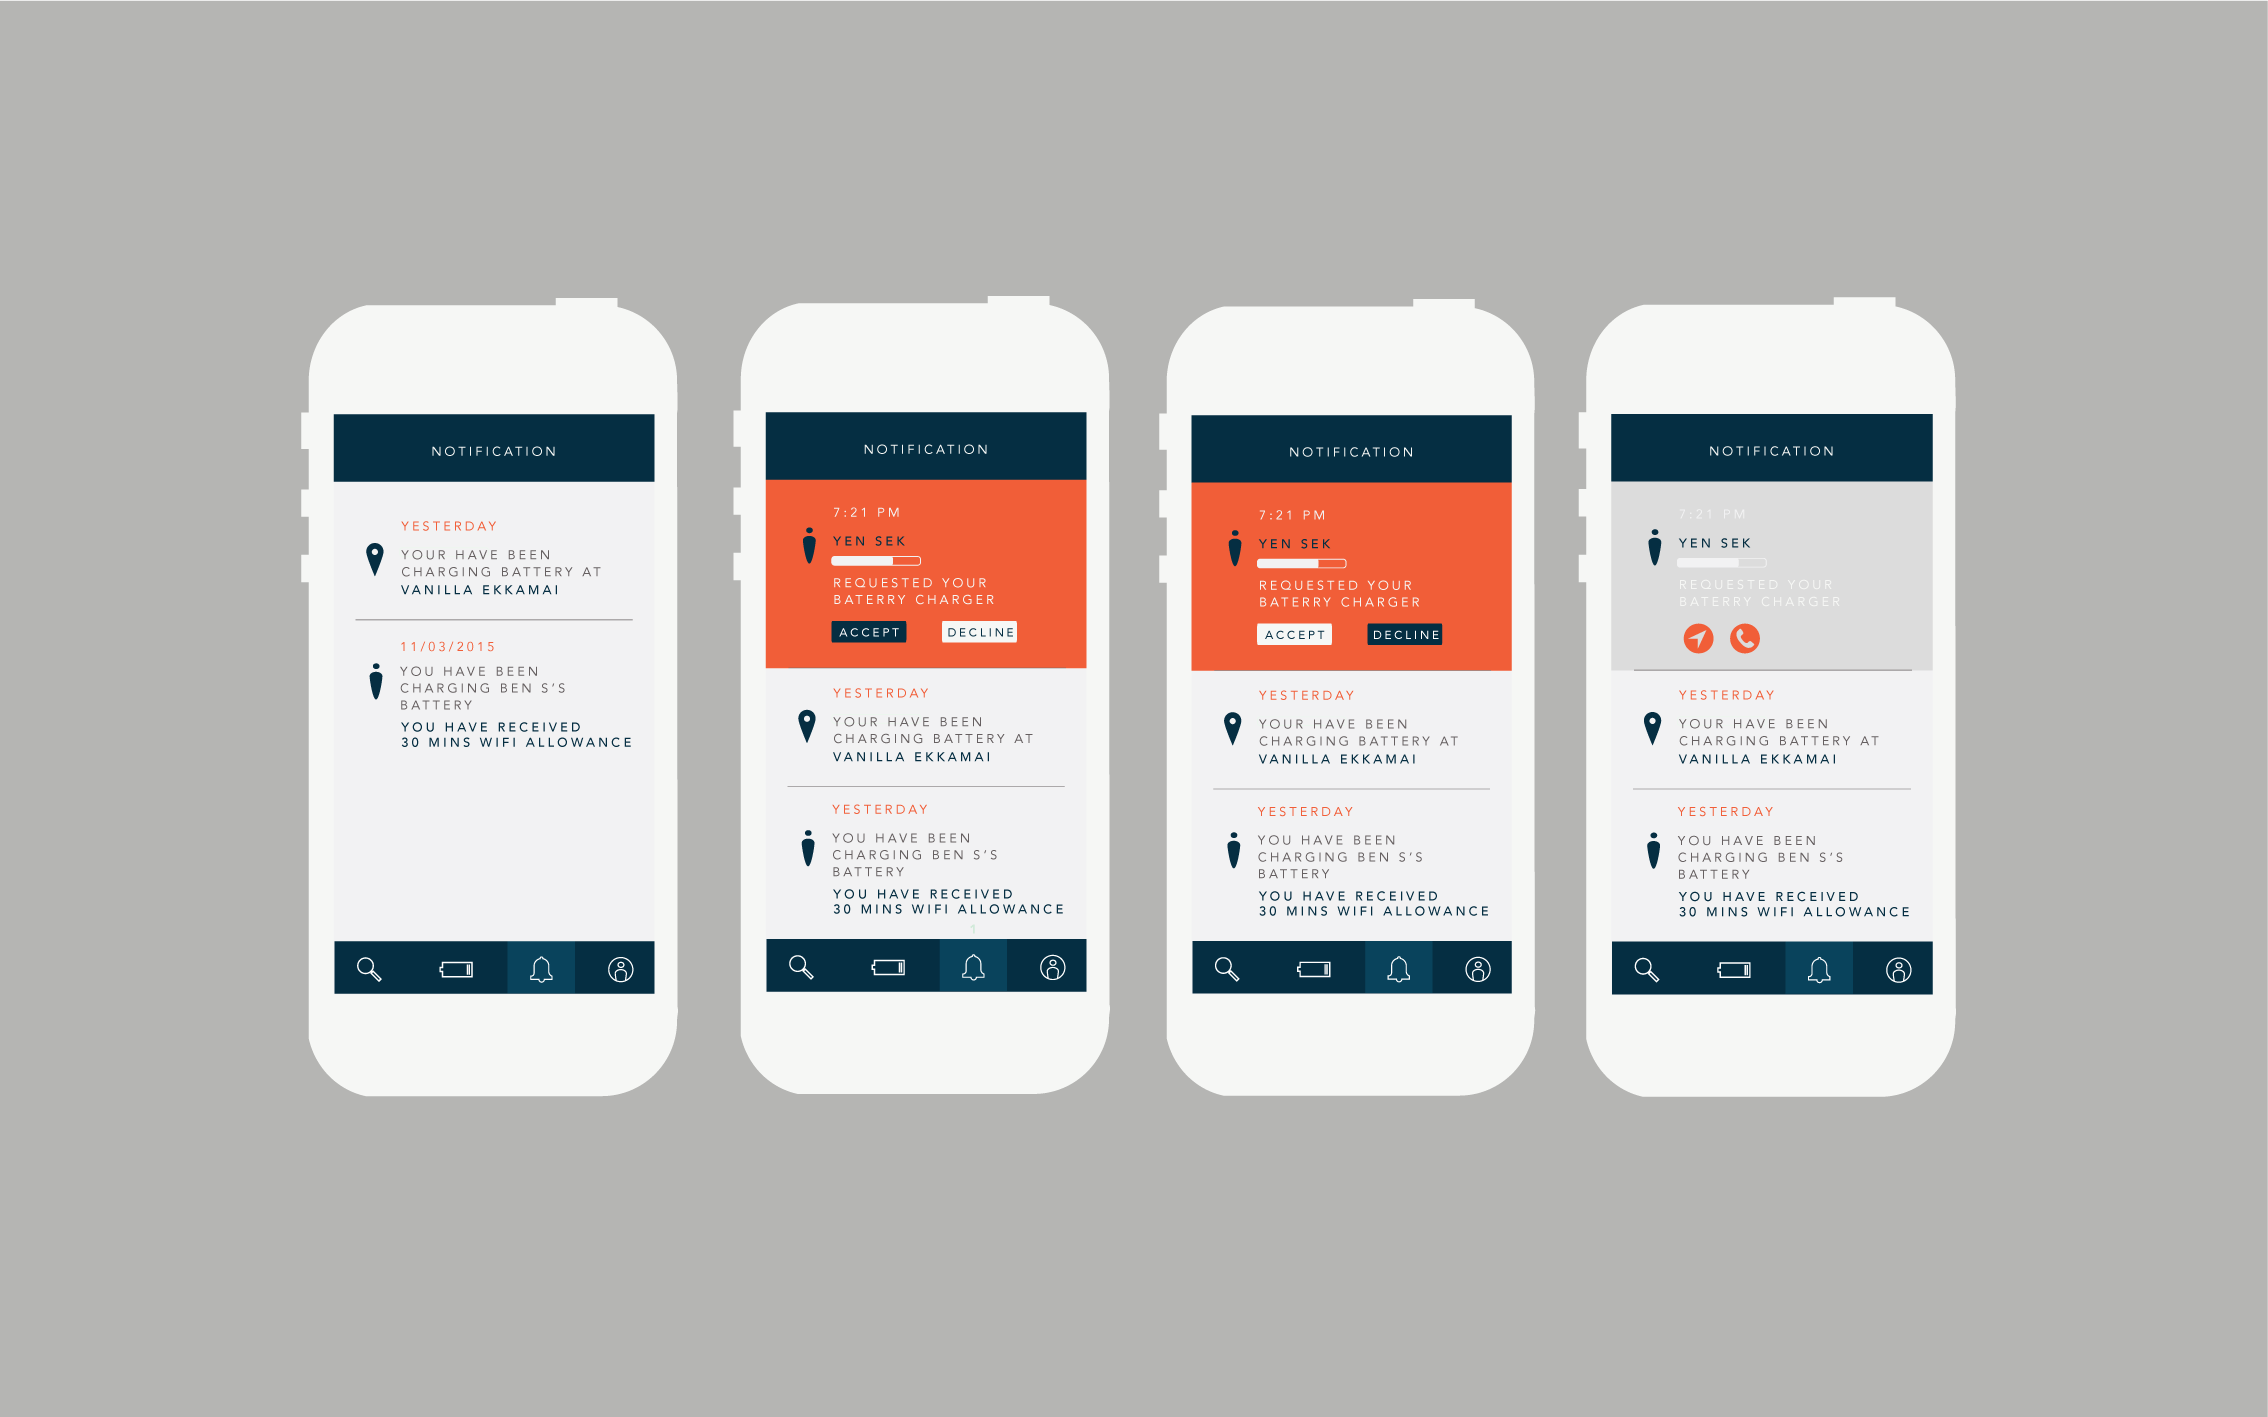 NOTIFICATION
YESTERDAY
YOUR HAVE BEEN
CHARGING BATTERY AT
VANILLA EKKAMAI
11/03/2015
YOU HAVE BEEN
CHARGING BEN S'S
BATTERY
YOU HAVE RECEIVED
30 MINS WIFI ALLOWANCE
NOTIFICATION
7:21 PM
YEN SEK
REQUESTED YOUR
BATERRY CHARGER
ACCEPT DECLINE
YESTERDAY
YOUR HAVE BEEN
CHARGING BATTERY AT
VANILLA EKKAMAI
YESTERDAY
YOU HAVE BEEN
CHARGING BEN S'S
BATTERY
YOU HAVE RECEIVED
30 MINS WIFI ALLOWANCE
1
NOTIFICATION
7:21 PM
YEN SEK
REQUESTED YOUR
BATERRY CHARGER
ACCEPT DECLINE
YESTERDAY
YOUR HAVE BEEN
CHARGING BATTERY AT
VANILLA EKKAMAI
YESTERDAY
YOU HAVE BEEN
CHARGING BEN S'S
BATTERY
YOU HAVE RECEIVED
30 MINS WIFI ALLOWANCE
NOTIFICATION
7:21 PM
YEN SEK
REQUESTED YOUR
BATERRY CHARGER
YESTERDAY
YOUR HAVE BEEN
CHARGING BATTERY AT
VANILLA EKKAMAI
YESTERDAY
YOU HAVE BEEN
CHARGING BEN S'S
BATTERY
YOU HAVE RECEIVED
30 MINS WIFI ALLOWANCE